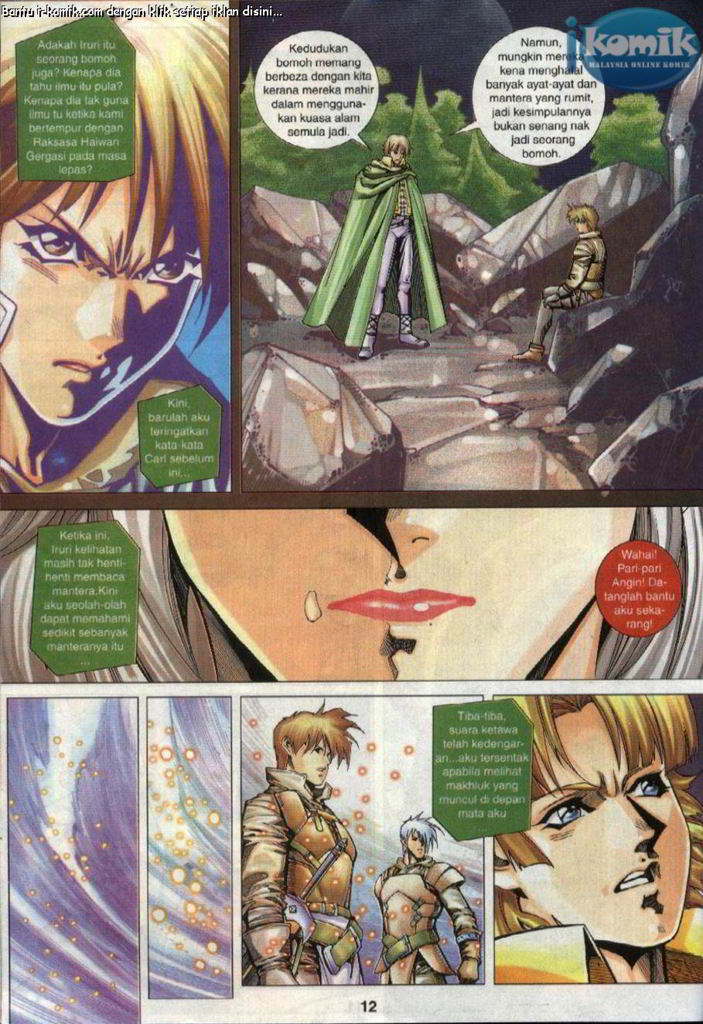 Bantu i-komik.com dengan klik setiap iklan disini...
ikomik
MALAYSIA ONLINE KOMIK
Adakah Iruri itu
seorang bomoh
juga? Kenapa dia
tahu ilmu itu pula?
Kenapa dia tak guna
ilmu tu ketika kami
bertempur dengan
Raksasa Haiwan
Gergasi pada masa
lepas?
Kini,
barulah aku
teringatkan
kata-kata
Carl sebelum
ini...
Kedudukan
bomoh memang
berbeza dengan kita
kerana mereka mahir
dalam mengguna-
kan kuasa alam
semula jadi.
Namun,
mungkin mereka
kena menghafal
banyak ayat-ayat dan
mantera yang rumit,
jadi kesimpulannya
bukan senang nak
jadi seorang
bomoh.
Ketika ini,
Iruri kelihatan
masih tak henti-
henti membaca
mantera.Kini
aku seolah-olah
dapat memahami
sedikit sebanyak
manteranya itu
...
Wahai!
Pari-pari
Angin! Da-
tanglah bantu
aku seka-
rang!
Tiba-tiba,
suara ketawa
telah kedengar-
an...aku tersentak
apabila melihat
makhluk yang
muncul di depan
mata aku
...
12